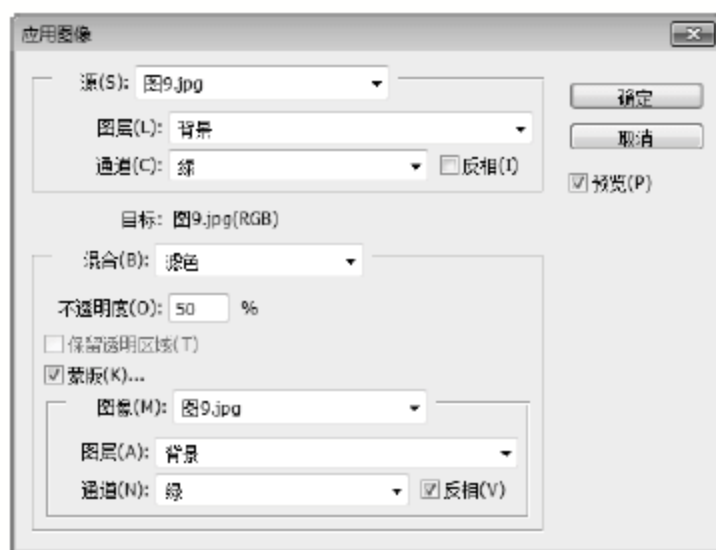 应用图像
源(S): 图9.jpg
确定
图层(L): 背景
取消
通道(C): 绿 反相(I)
预览(P)
目标: 图9.jpg(RGB)
混合(B): 滤色
不透明度(O): 50 %
保留透明区域(T)
蒙版(K)...
图像(M): 图9.jpg
图层(A): 背景
通道(N): 绿 反相(V)